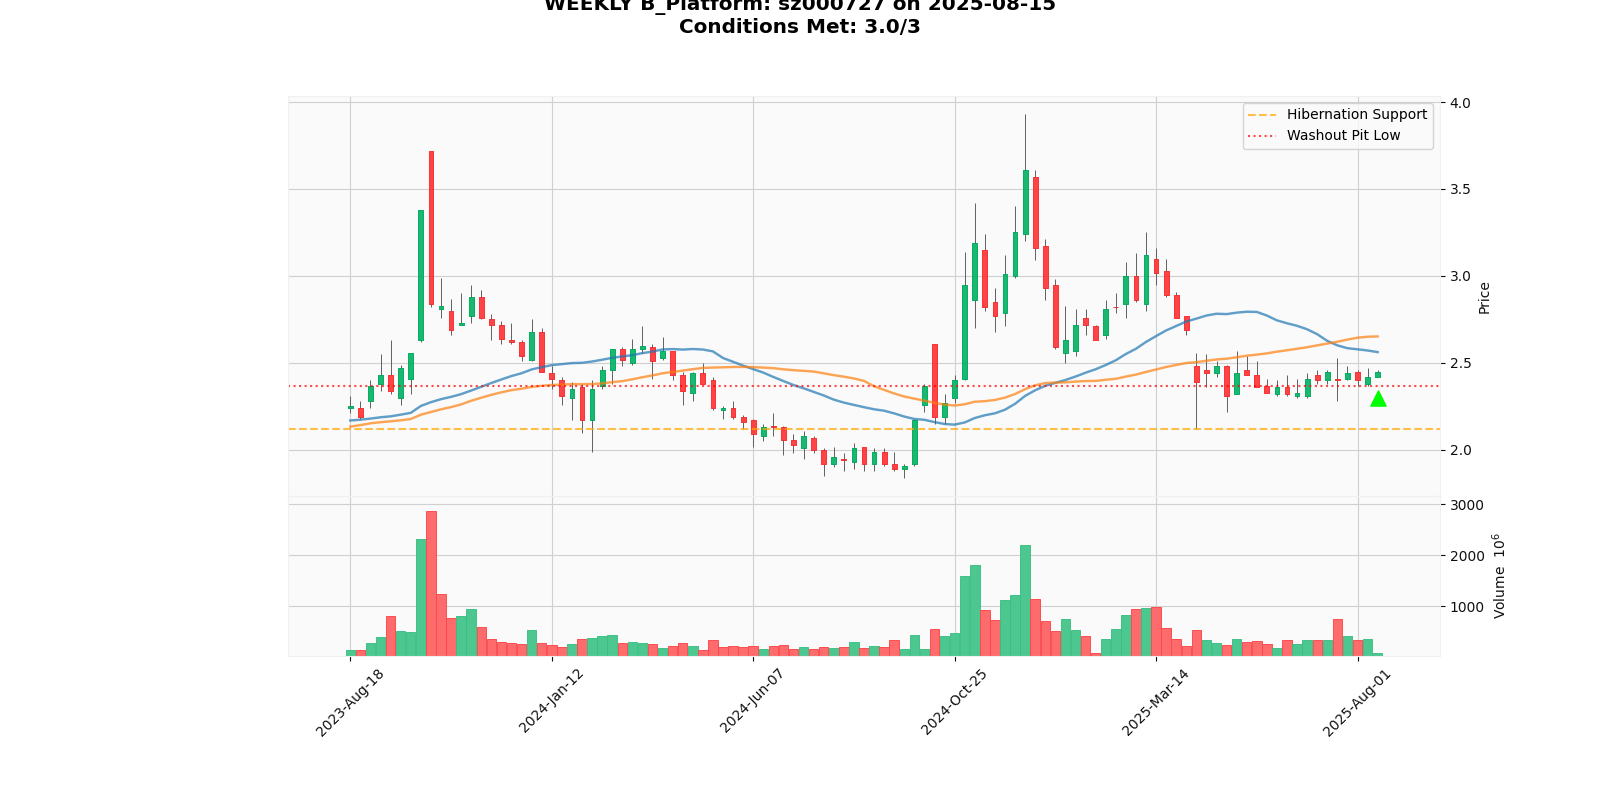 WEEKLY B_Platform: sz000727 on 2025-08-15
Conditions Met: 3.0/3
Hibernation Support
Washout Pit Low
4.0
3.5
3.0
2.5
2.0
Price
3000
2000
1000
Volume 10⁶
2023-Aug-18
2024-Jan-12
2024-Jun-07
2024-Oct-25
2025-Mar-14
2025-Aug-01